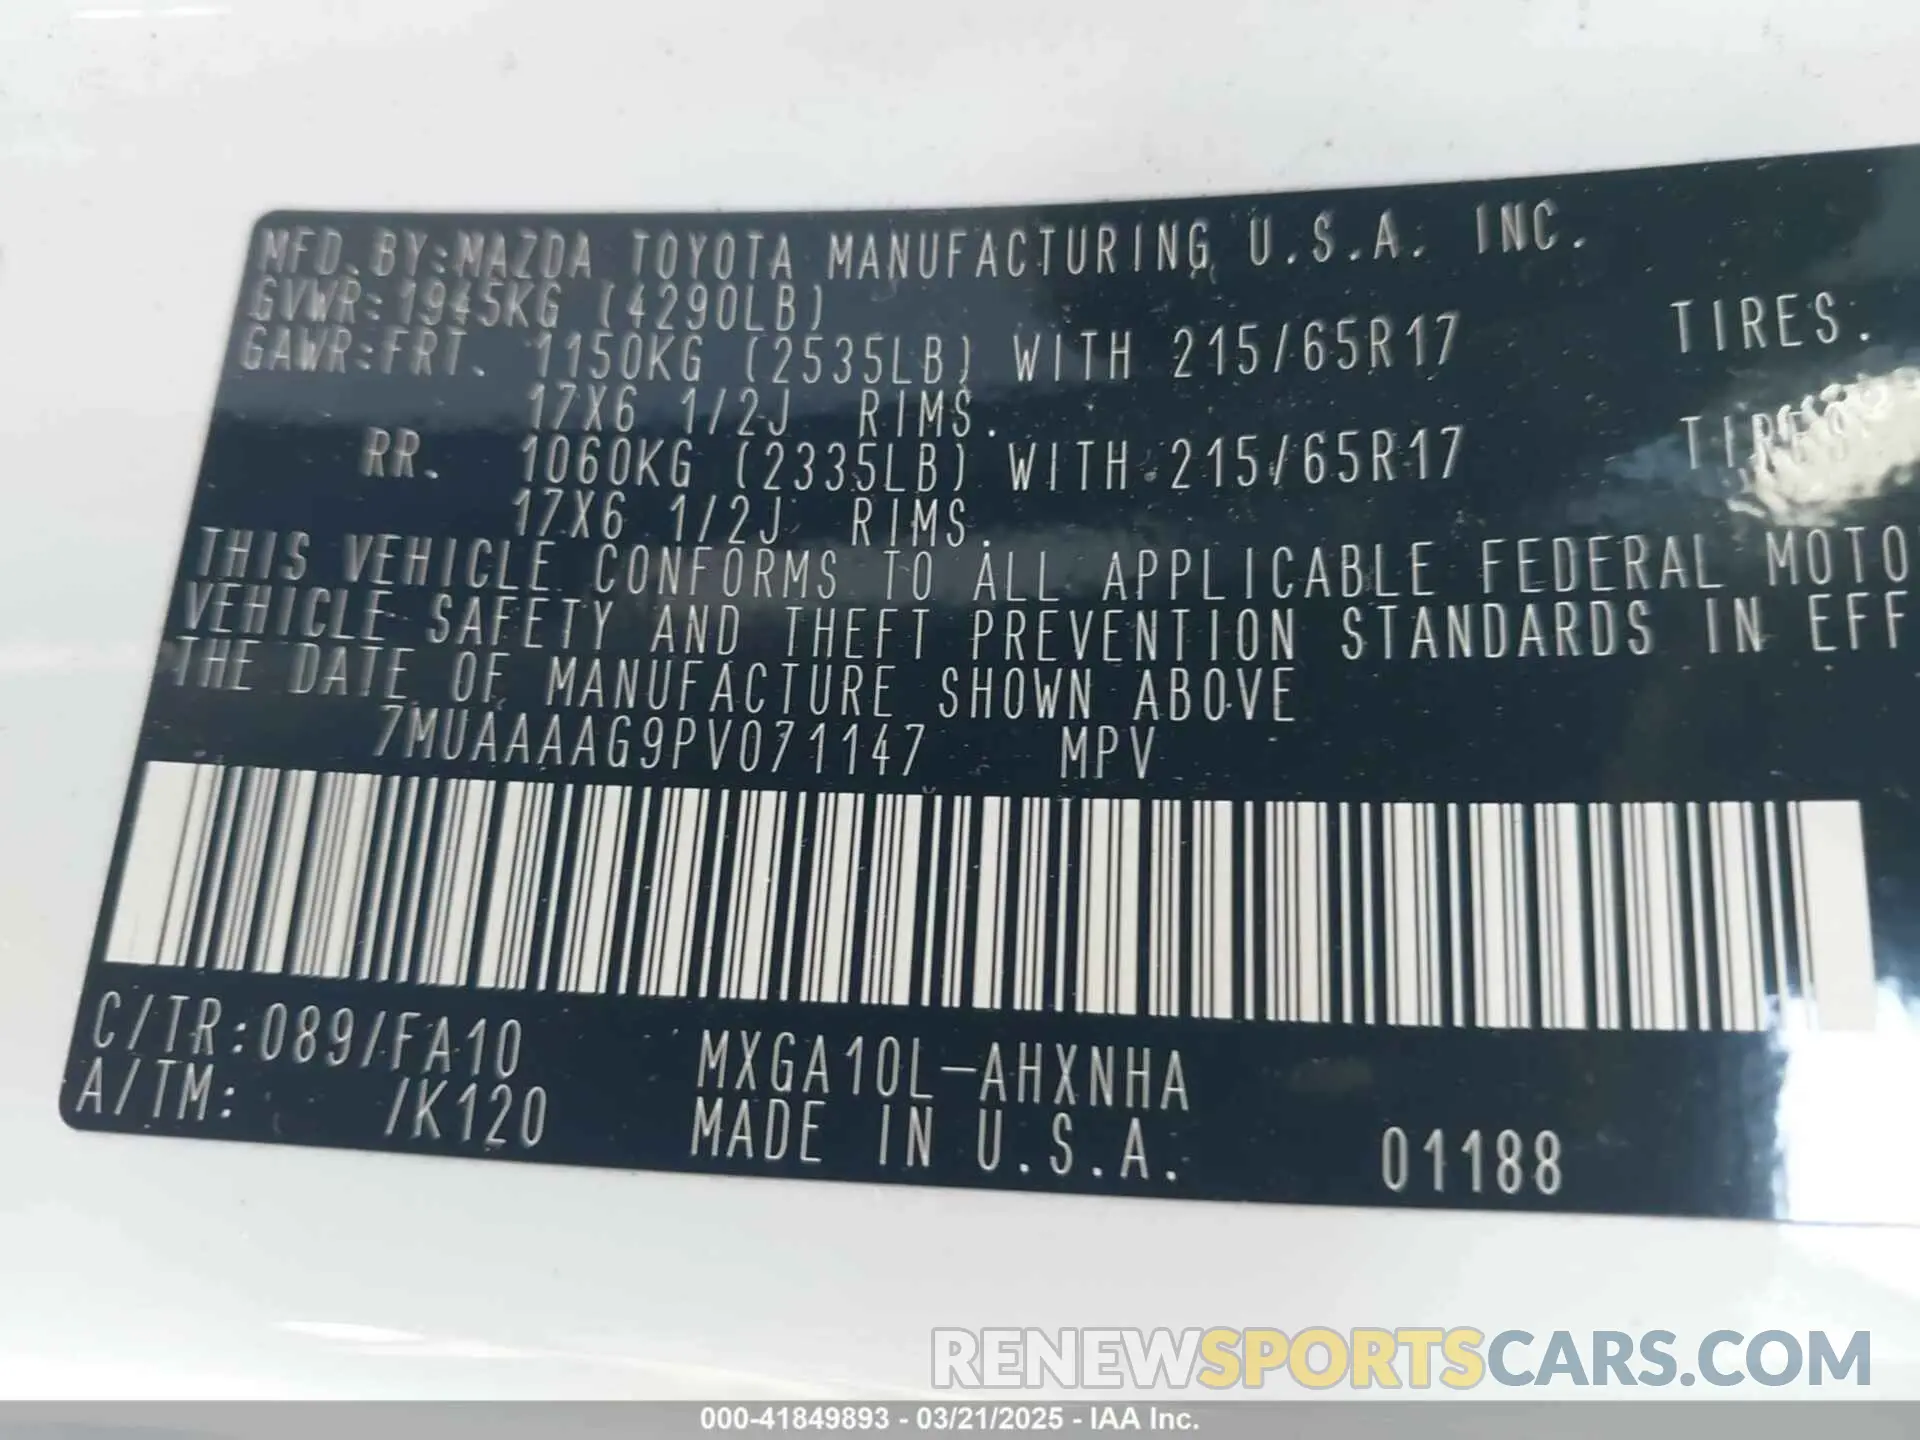 MFD. BY:MAZDA TOYOTA MANUFACTURING U.S.A. INC.
GVWR:1945KG (4290LB)
GAWR:FRT. 1150KG (2535LB) WITH 215/65R17 TIRES.
17X6 1/2J RIMS.
RR. 1060KG (2335LB) WITH 215/65R17 TIRES.
17X6 1/2J RIMS.
THIS VEHICLE CONFORMS TO ALL APPLICABLE FEDERAL MOTO
VEHICLE SAFETY AND THEFT PREVENTION STANDARDS IN EFF
THE DATE OF MANUFACTURE SHOWN ABOVE
7MUAAAAG9PV071147 MPV
C/TR:089/FA10 MXGA10L-AHXNHA
A/TM: /K120 MADE IN U.S.A. 01188
RENEWSPORTSCARS.COM
000-41849893 - 03/21/2025 - IAA Inc.